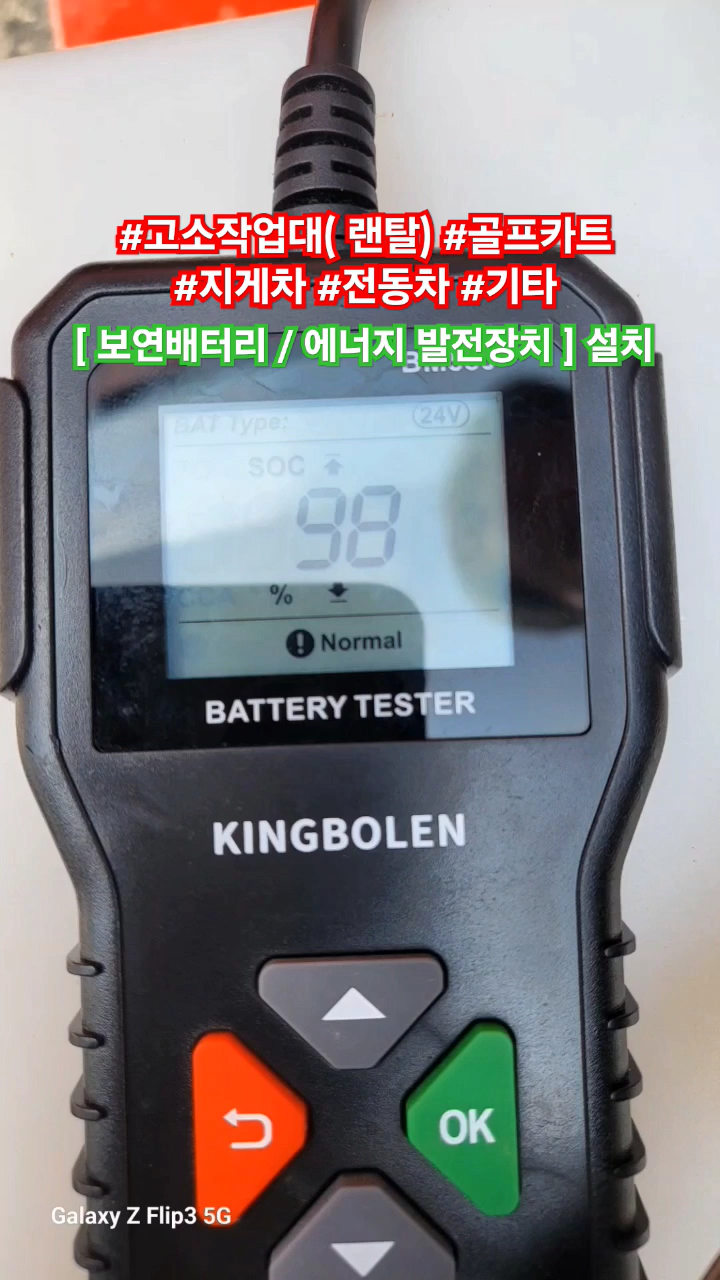 #고소작업대( 랜탈) #골프카트
#지게차 #전동차 #기타
[ 보연배터리 / 에너지 발전장치 ] 설치
BAT Type:
24V
SOC
98
CCA
%
Normal
BATTERY TESTER
KINGBOLEN
OK
Galaxy Z Flip3 5G